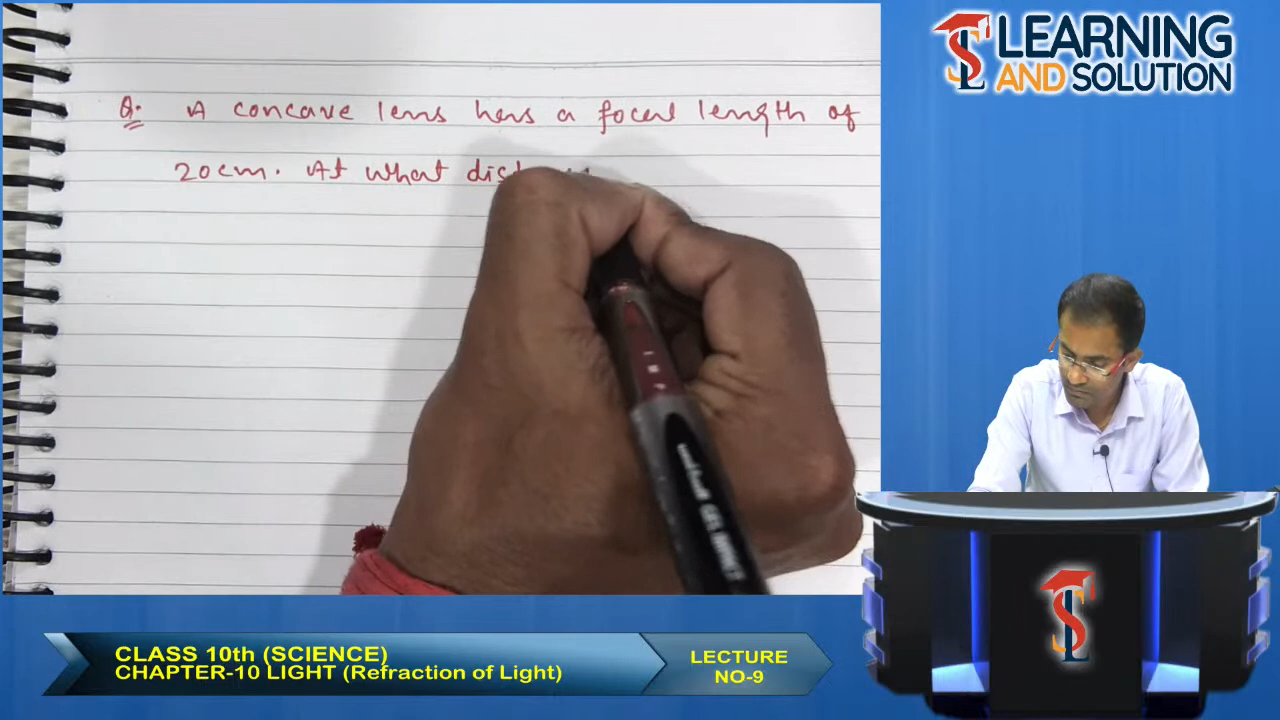 Q. A concave lens has a focal length of
20cm. At what
LEARNING
AND SOLUTION
CLASS 10th (SCIENCE)
CHAPTER-10 LIGHT (Refraction of Light)
LECTURE
NO-9